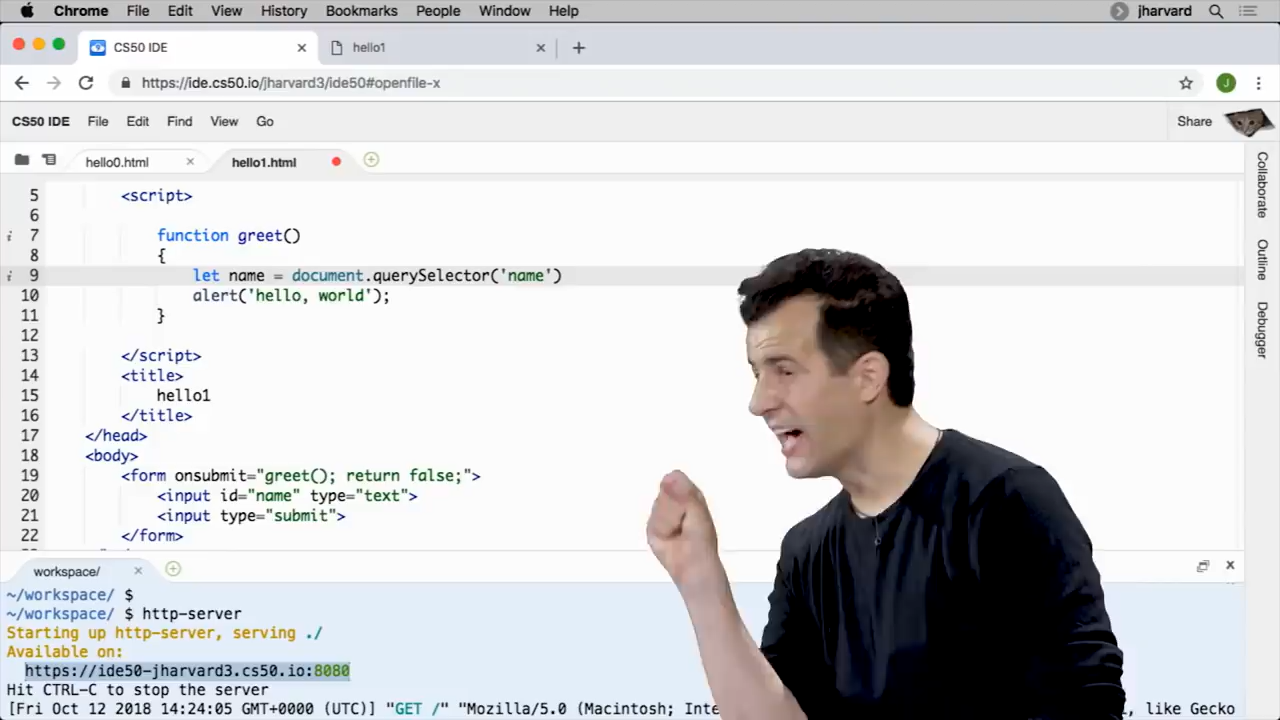 Chrome File Edit View History Bookmarks People Window Help jharvard
CS50 IDE hello1
https://ide.cs50.io/jharvard3/ide50#openfile-x J
CS50 IDE File Edit Find View Go Share
hello0.html hello1.html
5 <script>
6
i 7 function greet()
8 {
i 9 let name = document.querySelector('name')
10 alert('hello, world');
11 }
12
13 </script>
14 <title>
15 hello1
16 </title>
17 </head>
18 <body>
19 <form onsubmit="greet(); return false;">
20 <input id="name" type="text">
21 <input type="submit">
22 </form>
Collaborate
Outline
Debugger
workspace/
~/workspace/ $
~/workspace/ $ http-server
Starting up http-server, serving ./
Available on:
https://ide50-jharvard3.cs50.io:8080
Hit CTRL-C to stop the server
[Fri Oct 12 2018 14:24:05 GMT+0000 (UTC)] "GET /" "Mozilla/5.0 (Macintosh; , like Gecko